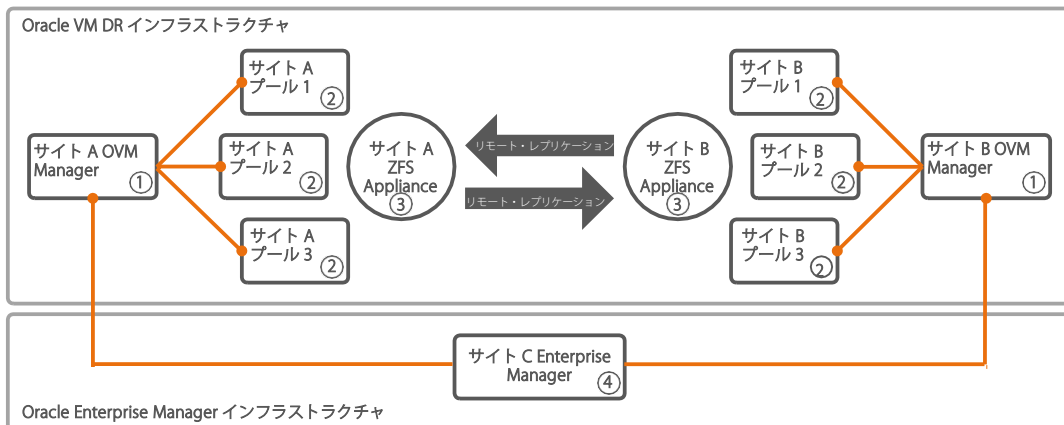 Oracle VM DR インフラストラクチャ
サイト A
プール 1
②
サイト A OVM
Manager
①
サイト A
プール 2
②
サイト A
プール 3
②
サイト A
ZFS
Appliance
③
リモート・レプリケーション
リモート・レプリケーション
サイト B
ZFS
Appliance
③
サイト B
プール 1
②
サイト B
プール 2
②
サイト B
プール 3
②
サイト B OVM
Manager
①
サイト C Enterprise
Manager
④
Oracle Enterprise Manager インフラストラクチャ